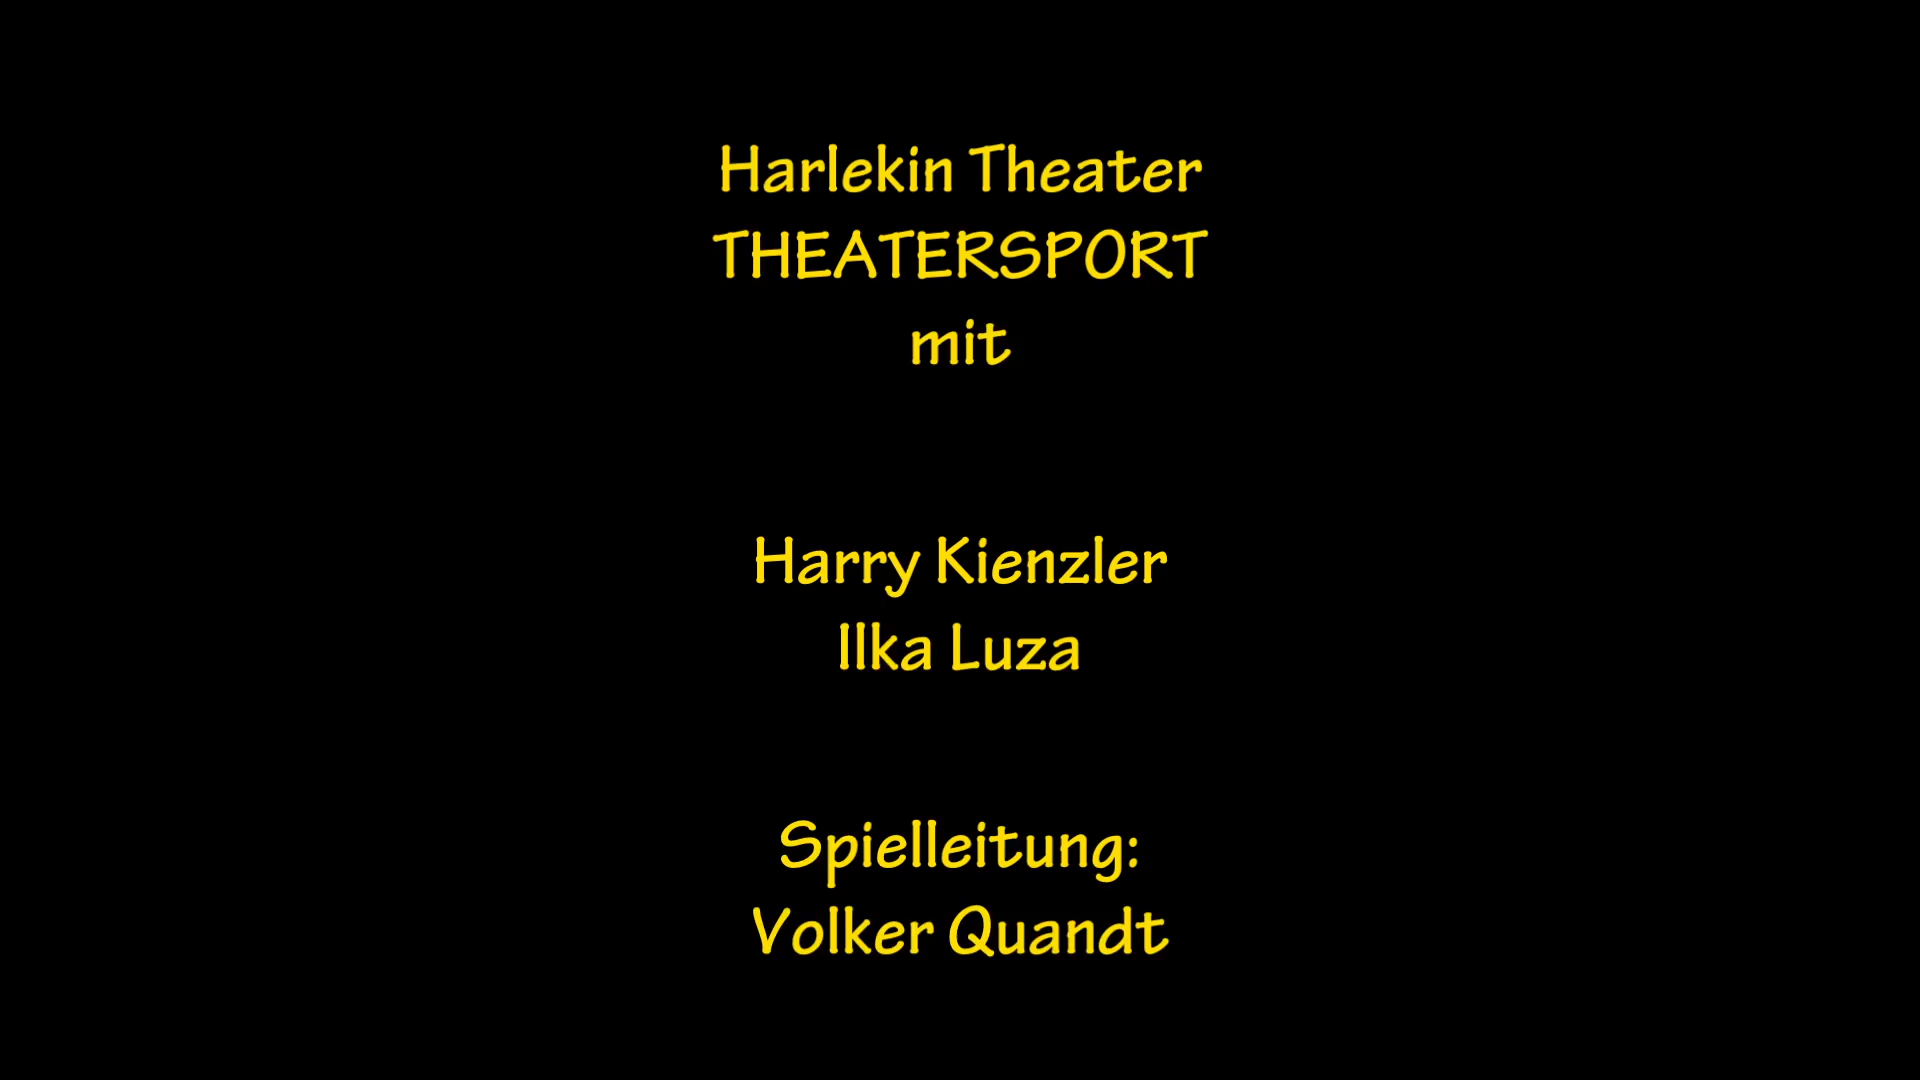 Harlekin Theater
THEATERSPORT
mit
Harry Kienzler
Ilka Luza
Spielleitung:
Volker Quandt